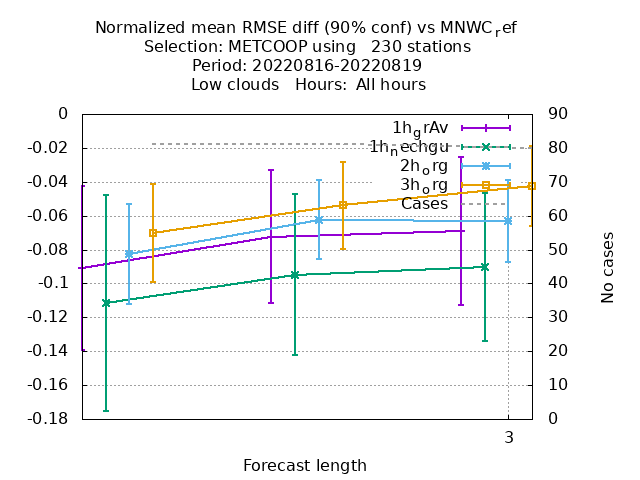 Normalized mean RMSE diff (90% conf) vs MNWC_ref
Selection: METCOOP using 230 stations
Period: 20220816-20220819
Low clouds Hours: All hours
0
-0.02
-0.04
-0.06
-0.08
-0.1
-0.12
-0.14
-0.16
-0.18
90
80
70
60
50
40
30
20
10
0
No cases
1h_grAv
1h_nechgu
2h_org
3h_org
Cases
3
Forecast length